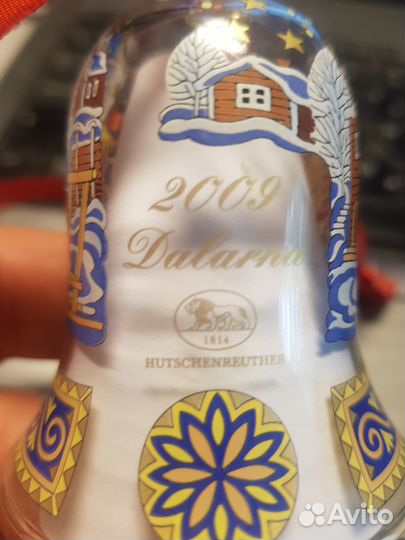 2009
Dalarna
1814
HUTSCHENREUTHER
Avito